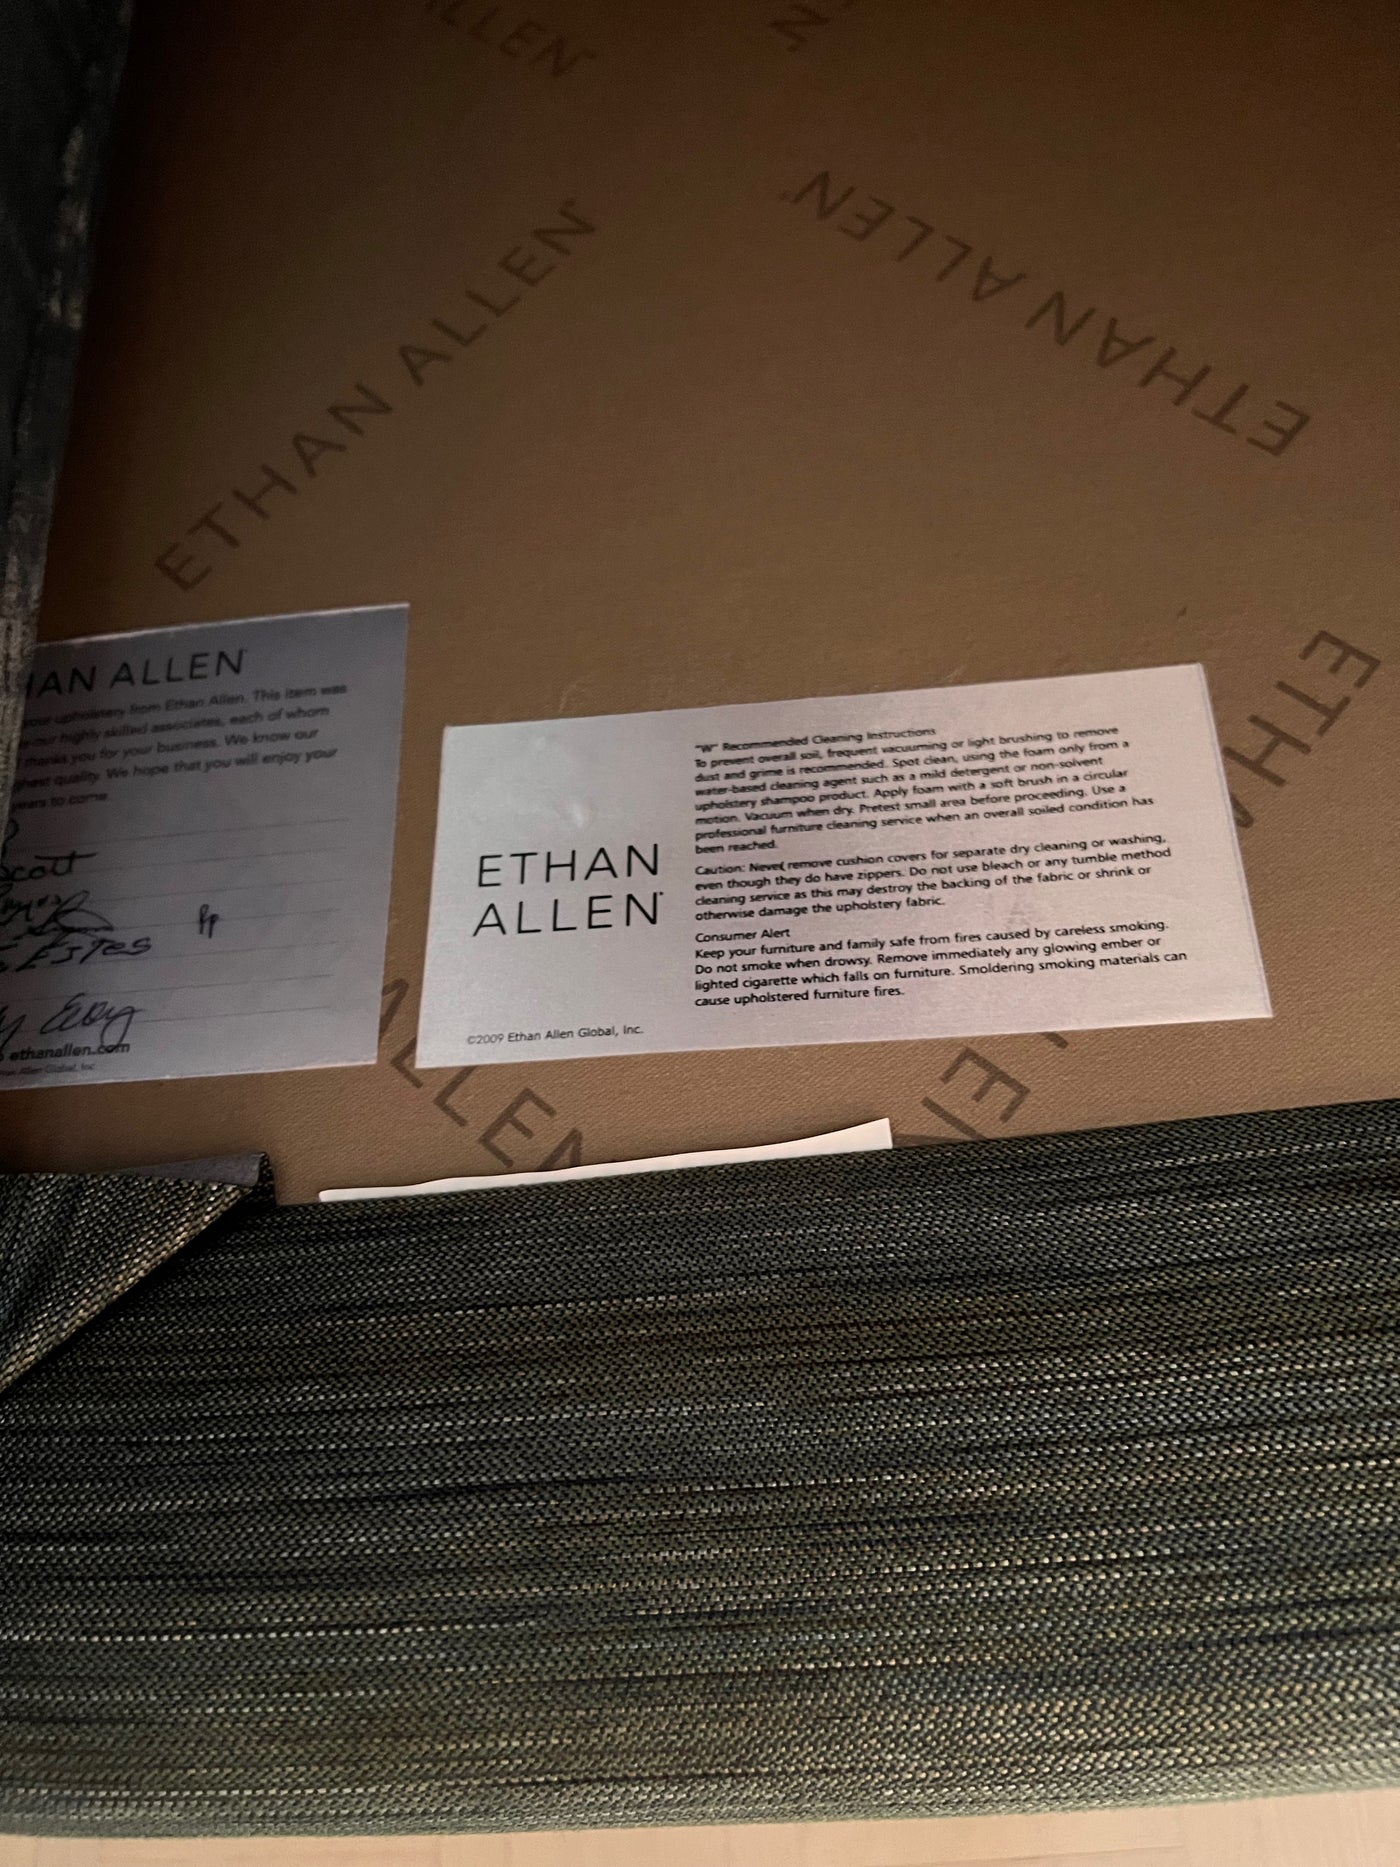 ALLEN
N
ETHAN ALLEN
ETHAN ALLEN
ETHA
HAN ALLEN
your upholstery from Ethan Allen. This item was
our highly skilled associates, each of whom
thanks you for your business. We know our
ghest quality. We hope that you will enjoy your
years to come
Scott
Estes
PP
ethanallen.com
Allen Global, Inc
ETHAN
ALLEN
©2009 Ethan Allen Global, Inc.
"W" Recommended Cleaning Instructions
To prevent overall soil, frequent vacuuming or light brushing to remove
dust and grime is recommended. Spot clean, using the foam only from a
water-based cleaning agent such as a mild detergent or non-solvent
upholstery shampoo product. Apply foam with a soft brush in a circular
motion. Vacuum when dry. Pretest small area before proceeding. Use a
professional furniture cleaning service when an overall soiled condition has
been reached.
Caution: Never remove cushion covers for separate dry cleaning or washing,
even though they do have zippers. Do not use bleach or any tumble method
cleaning service as this may destroy the backing of the fabric or shrink or
otherwise damage the upholstery fabric.
Consumer Alert
Keep your furniture and family safe from fires caused by careless smoking.
Do not smoke when drowsy. Remove immediately any glowing ember or
lighted cigarette which falls on furniture. Smoldering smoking materials can
cause upholstered furniture fires.
ALLEN
E